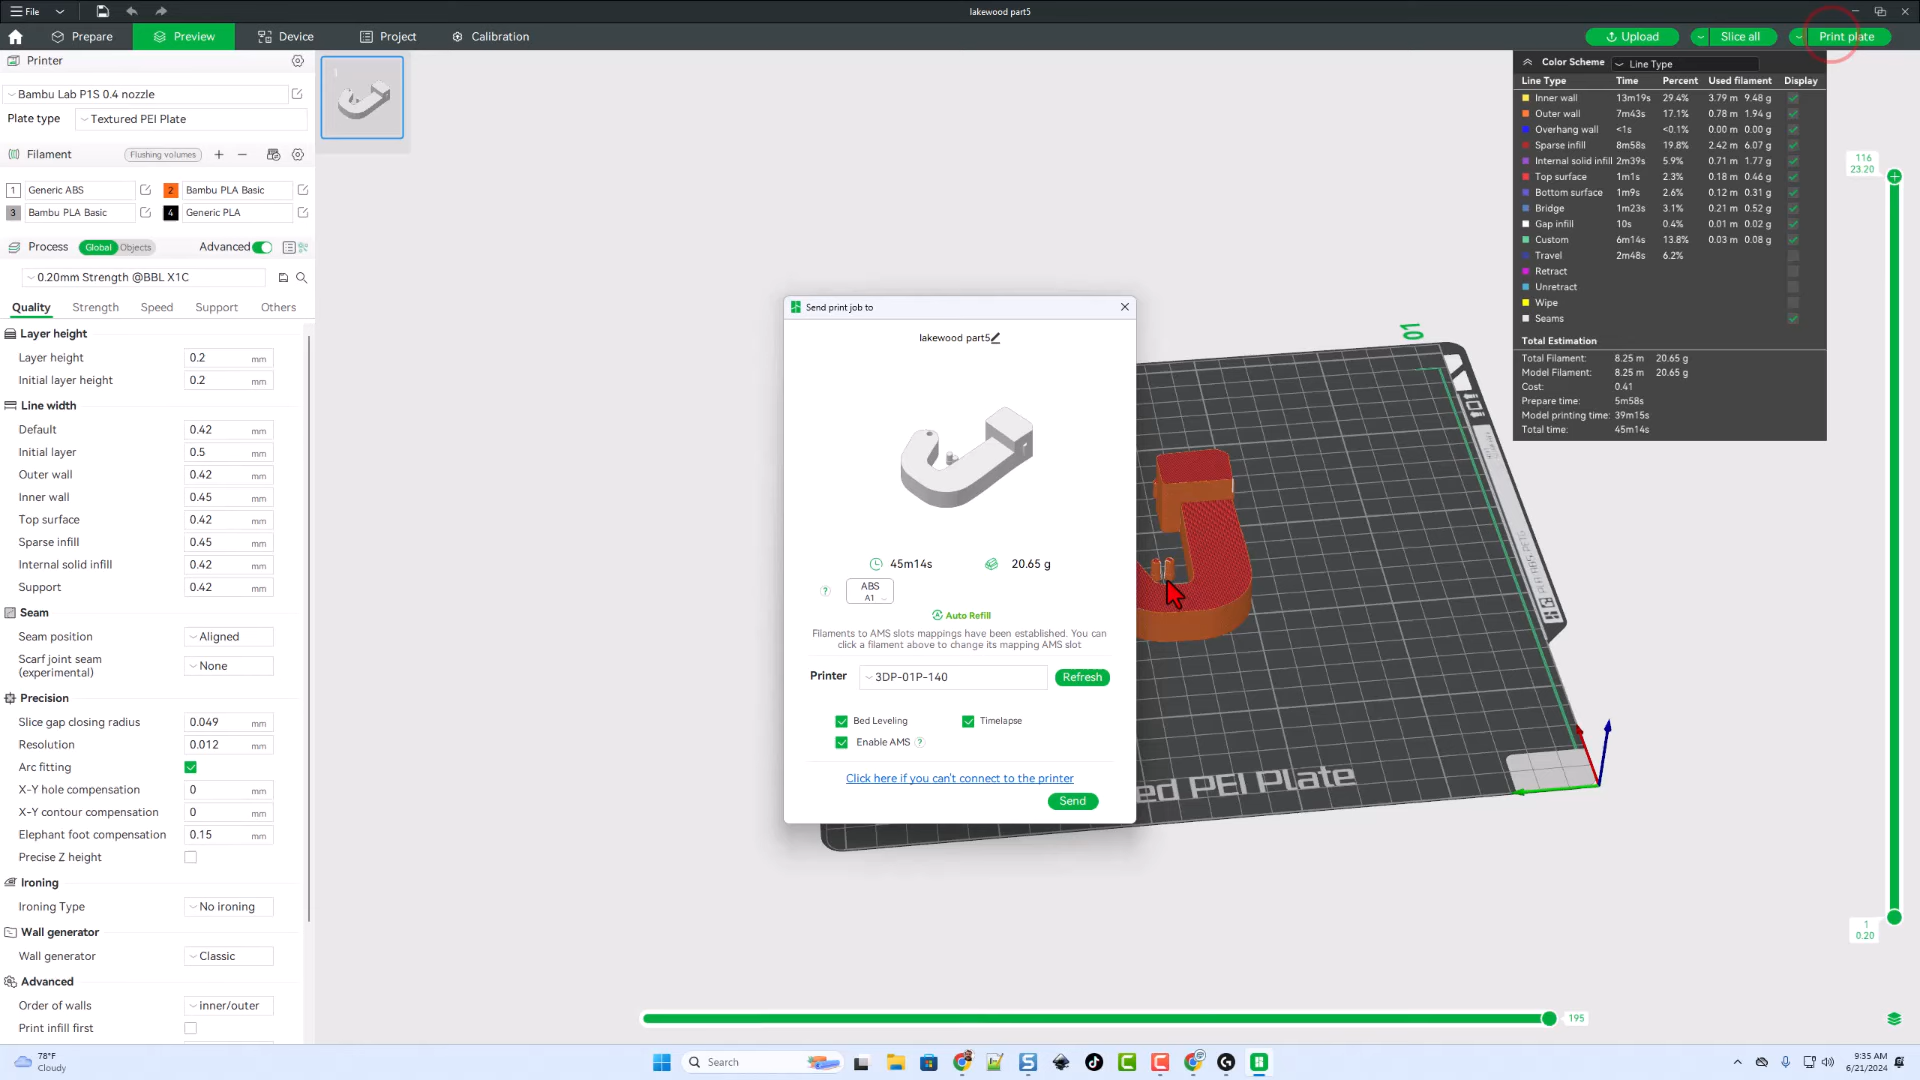 File
lakewood part5
Prepare
Preview
Device
Project
Calibration
Upload
Slice all
Print plate
Printer
Bambu Lab P1S 0.4 nozzle
Plate type
Textured PEI Plate
Filament
Flushing volumes
1 Generic ABS
2 Bambu PLA Basic
3 Bambu PLA Basic
4 Generic PLA
Process
Global
Objects
Advanced
0.20mm Strength @BBL X1C
Quality
Strength
Speed
Support
Others
Layer height
Layer height 0.2 mm
Initial layer height 0.2 mm
Line width
Default 0.42 mm
Initial layer 0.5 mm
Outer wall 0.42 mm
Inner wall 0.45 mm
Top surface 0.42 mm
Sparse infill 0.45 mm
Internal solid infill 0.42 mm
Support 0.42 mm
Seam
Seam position Aligned
Scarf joint seam
(experimental)
None
Precision
Slice gap closing radius 0.049 mm
Resolution 0.012 mm
Arc fitting
X-Y hole compensation 0 mm
X-Y contour compensation 0 mm
Elephant foot compensation 0.15 mm
Precise Z height
Ironing
Ironing Type No ironing
Wall generator
Wall generator Classic
Advanced
Order of walls inner/outer
Print infill first
Send print job to
lakewood part5
45m14s
20.65 g
?
ABS
A1
Auto Refill
Filaments to AMS slots mappings have been established. You can
click a filament above to change its mapping AMS slot
Printer
3DP-01P-140
Refresh
Bed Leveling
Timelapse
Enable AMS ?
Click here if you can't connect to the printer
Send
01
ed PEI Plate
Color Scheme
Line Type
Line Type Time Percent Used filament Display
Inner wall 13m19s 29.4% 3.79 m 9.48 g
Outer wall 7m43s 17.1% 0.78 m 1.94 g
Overhang wall <1s <0.1% 0.00 m 0.00 g
Sparse infill 8m58s 19.8% 2.42 m 6.07 g
Internal solid infill 2m39s 5.9% 0.71 m 1.77 g
Top surface 1m1s 2.3% 0.18 m 0.46 g
Bottom surface 1m9s 2.6% 0.12 m 0.31 g
Bridge 1m23s 3.1% 0.21 m 0.52 g
Gap infill 10s 0.4% 0.01 m 0.02 g
Custom 6m14s 13.8% 0.03 m 0.08 g
Travel 2m48s 6.2%
Retract
Unretract
Wipe
Seams
Total Estimation
Total Filament: 8.25 m 20.65 g
Model Filament: 8.25 m 20.65 g
Cost: 0.41
Prepare time: 5m58s
Model printing time: 39m15s
Total time: 45m14s
116
23.20
1
0.20
195
78°F
Cloudy
Search
9:35 AM
6/21/2024